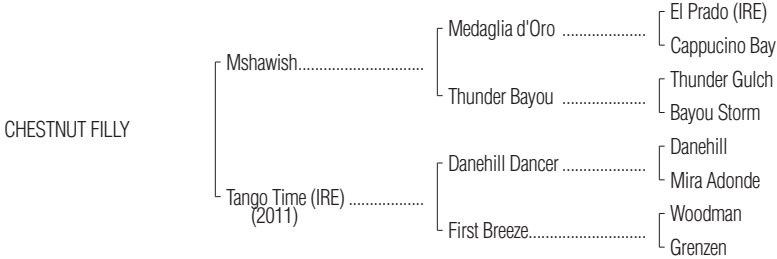 El Prado (IRE)
Medaglia d'Oro ....................
Cappucino Bay
Mshawish............................
Thunder Gulch
Thunder Bayou ....................
Bayou Storm
CHESTNUT FILLY
Danehill
Danehill Dancer ....................
Mira Adonde
Tango Time (IRE) ..................
(2011)
Woodman
First Breeze............................
Grenzen